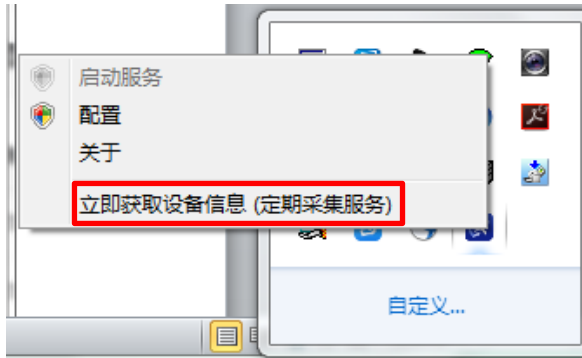 启动服务
配置
关于
立即获取设备信息 (定期采集服务)
自定义...